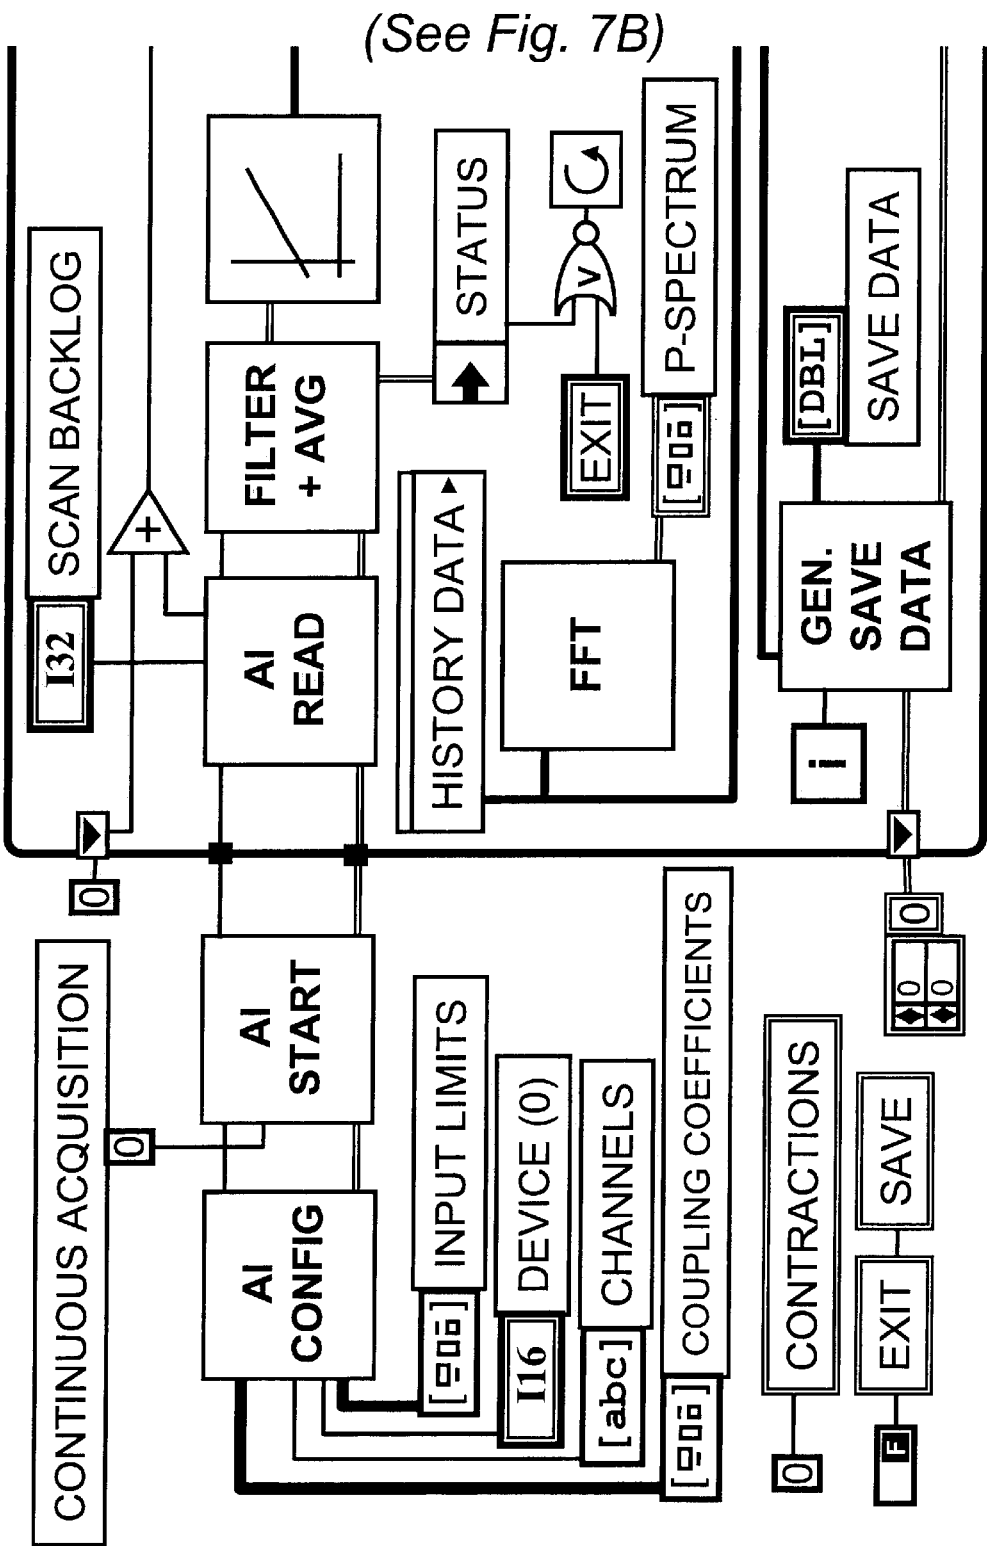 (See Fig. 7B)
CONTINUOUS ACQUISITION
0
0
I32
SCAN BACKLOG
+
AI
CONFIG
AI
START
AI
READ
FILTER
+ AVG
INPUT LIMITS
I16
DEVICE (0)
[abc]
CHANNELS
COUPLING COEFFICIENTS
HISTORY DATA
STATUS
FFT
EXIT
V
P-SPECTRUM
0
CONTRACTIONS
F
EXIT
SAVE
0
0
0
i
GEN.
SAVE
DATA
[DBL]
SAVE DATA